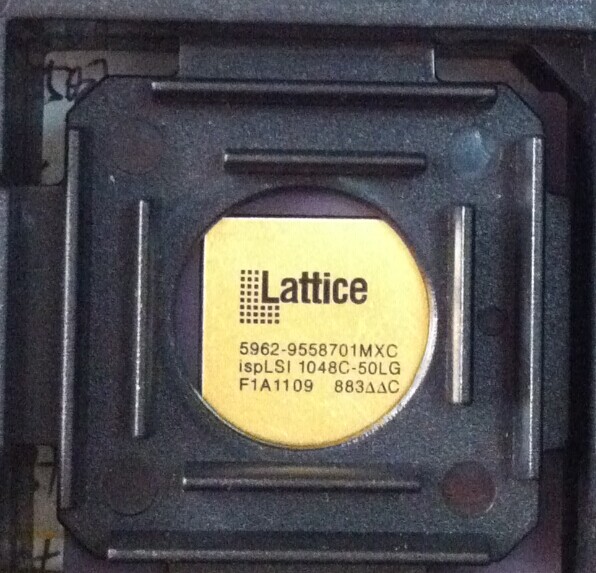 Lattice
5962-9558701MXC
ispLSI 1048C-50LG
F1A1109 883ΔΔC